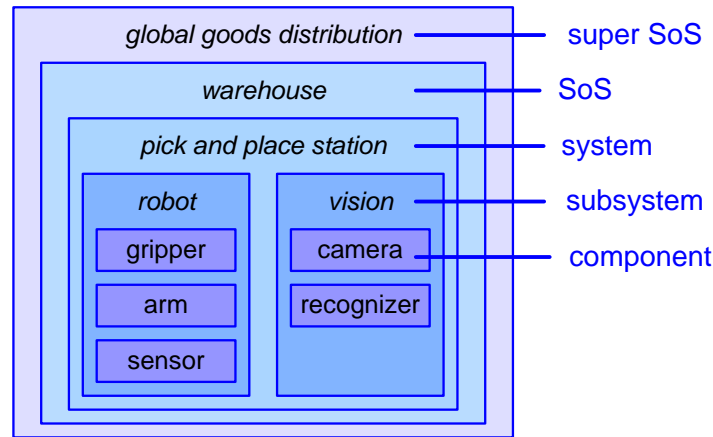 global goods distribution
super SoS
warehouse
SoS
pick and place station
system
robot
vision
subsystem
gripper
camera
component
arm
recognizer
sensor